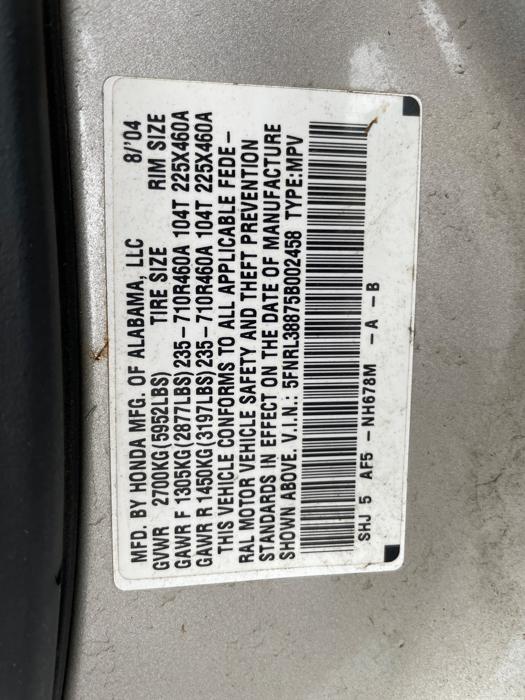 MFD. BY HONDA MFG. OF ALABAMA, LLC 8/'04
GVWR 2700KG(5952LBS) TIRE SIZE RIM SIZE
GAWR F 1305KG(2877LBS) 235-710R460A 104T 225X460A
GAWR R 1450KG(3197LBS) 235-710R460A 104T 225X460A
THIS VEHICLE CONFORMS TO ALL APPLICABLE FEDE-
RAL MOTOR VEHICLE SAFETY AND THEFT PREVENTION
STANDARDS IN EFFECT ON THE DATE OF MANUFACTURE
SHOWN ABOVE. V.I.N.: 5FNRL38875B002458 TYPE:MPV
SHJ 5 AF5 -NH678M -A -B